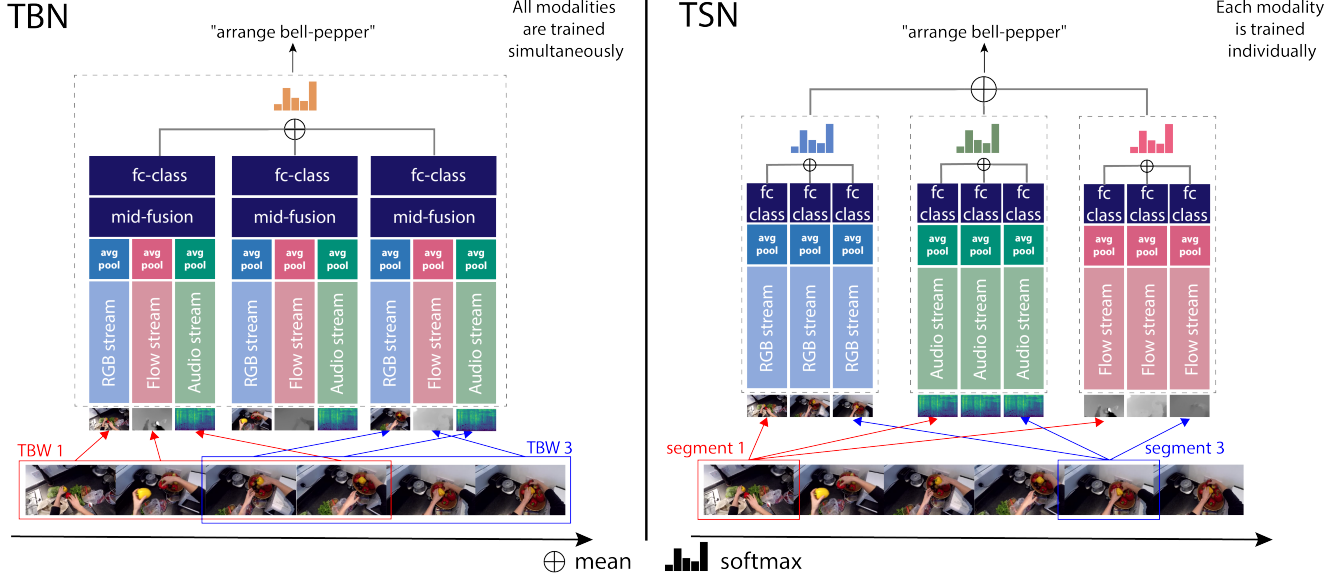 TBN
All modalities
are trained
simultaneously
"arrange bell-pepper"
fc-class
fc-class
fc-class
mid-fusion
mid-fusion
mid-fusion
avg
pool
avg
pool
avg
pool
avg
pool
avg
pool
avg
pool
avg
pool
avg
pool
avg
pool
RGB stream
Flow stream
Audio stream
RGB stream
Flow stream
Audio stream
RGB stream
Flow stream
Audio stream
TBW 1
TBW 3
TSN
Each modality
is trained
individually
"arrange bell-pepper"
fc
class
fc
class
fc
class
fc
class
fc
class
fc
class
fc
class
fc
class
fc
class
avg
pool
avg
pool
avg
pool
avg
pool
avg
pool
avg
pool
avg
pool
avg
pool
avg
pool
RGB stream
RGB stream
RGB stream
Audio stream
Audio stream
Audio stream
Flow stream
Flow stream
Flow stream
segment 1
segment 3
mean
softmax